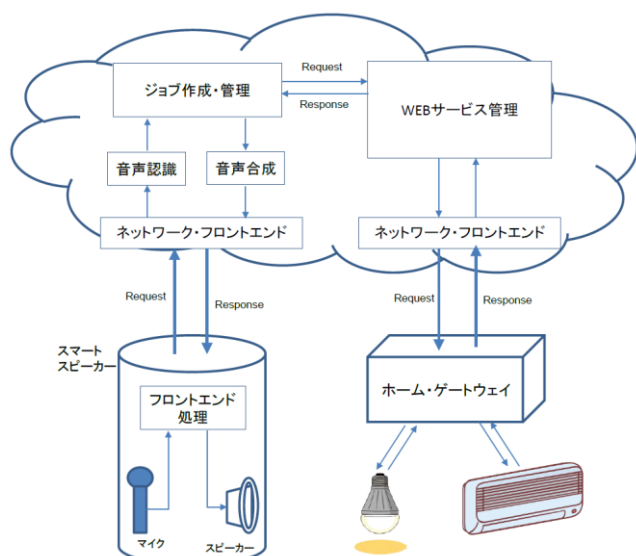 ジョブ作成・管理
Request
Response
WEBサービス管理
音声認識
音声合成
ネットワーク・フロントエンド
ネットワーク・フロントエンド
Request
Response
Request
Response
スマート
スピーカー
フロントエンド
処理
マイク
スピーカー
ホーム・ゲートウェイ